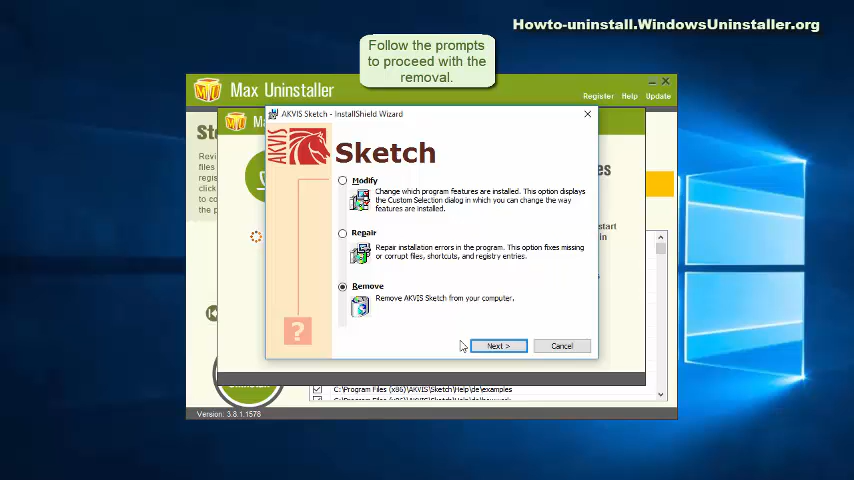 Howto-uninstall.WindowsUninstaller.org
Follow the prompts
to proceed with the
removal.
Max Uninstaller
Register Help Update
AKVIS Sketch - InstallShield Wizard
AKVIS
Sketch
Modify
Change which program features are installed. This option displays
the Custom Selection dialog in which you can change the way
features are installed.
Repair
Repair installation errors in the program. This option fixes missing
or corrupt files, shortcuts, and registry entries.
Remove
Remove AKVIS Sketch from your computer.
?
Next >
Cancel
C:\Program Files (x86)\AKVIS\Sketch\Help\de\examples
Version: 3.8.1.1578